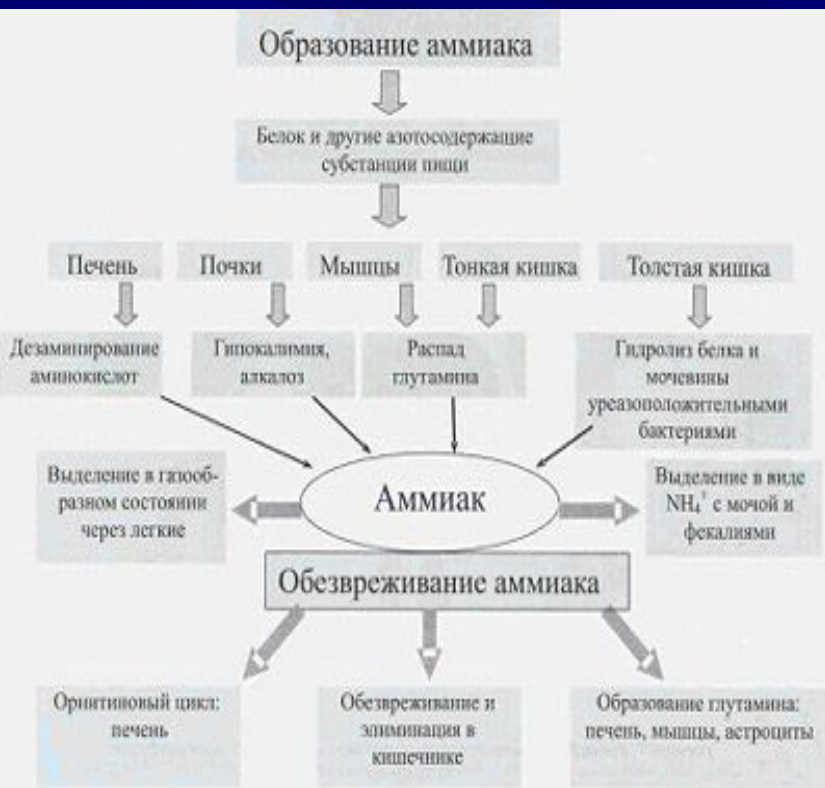 Образование аммиака
Белок и другие азотосодержащие
субстанции пищи
Печень
Почки
Мышцы
Тонкая кишка
Толстая кишка
Дезаминирование
аминокислот
Гипокалимия,
алкалоз
Распад
глутамина
Гидролиз белка и
мочевины
уреазоположительными
бактериями
Выделение в газооб-
разном состоянии
через легкие
Аммиак
Выделение в виде
NH₄⁺ с мочой и
фекалиями
Обезвреживание аммиака
Орнитиновый цикл:
печень
Обезвреживание и
элиминация в
кишечнике
Образование глутамина:
печень, мышцы, астроциты